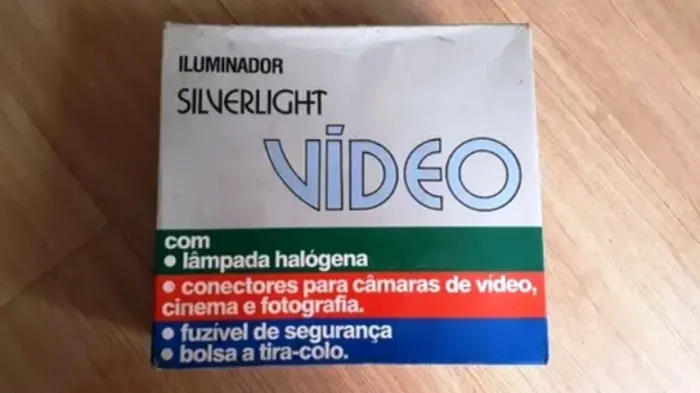 ILUMINADOR
SILVERLIGHT
VÍDEO
com
• lâmpada halógena
• conectores para câmaras de vídeo,
cinema e fotografia.
• fuzível de segurança
• bolsa a tira-colo.